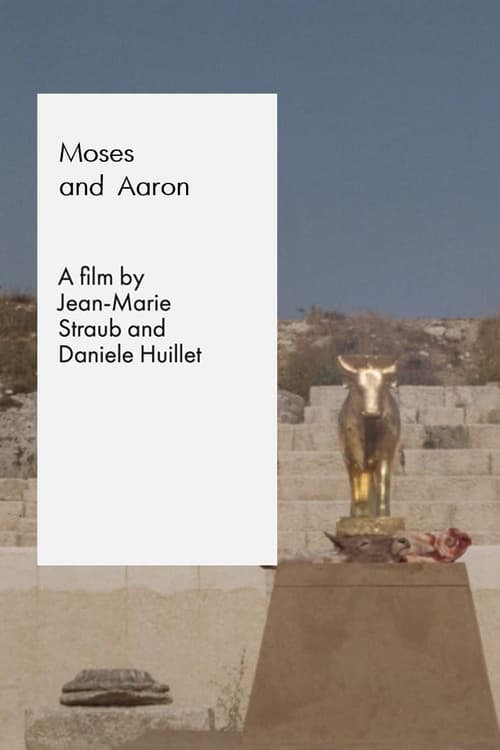 Moses
and Aaron
A film by
Jean-Marie
Straub and
Daniele Huillet